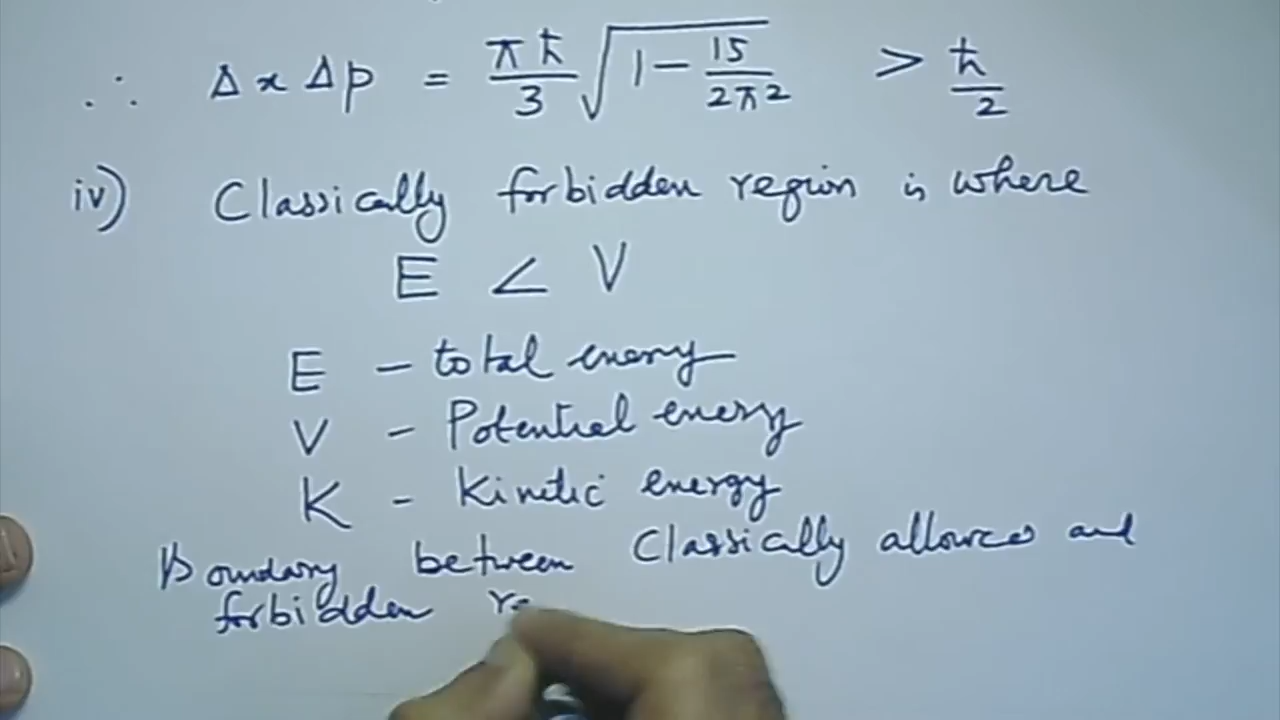 ∴ Δx Δp = πħ/3 √(1 − 15/2π2) > ħ/2
iv) Classically forbidden region is where
E < V
E – total energy
V – Potential energy
K – Kinetic energy
Boundary between Classically allowed and
forbidden re